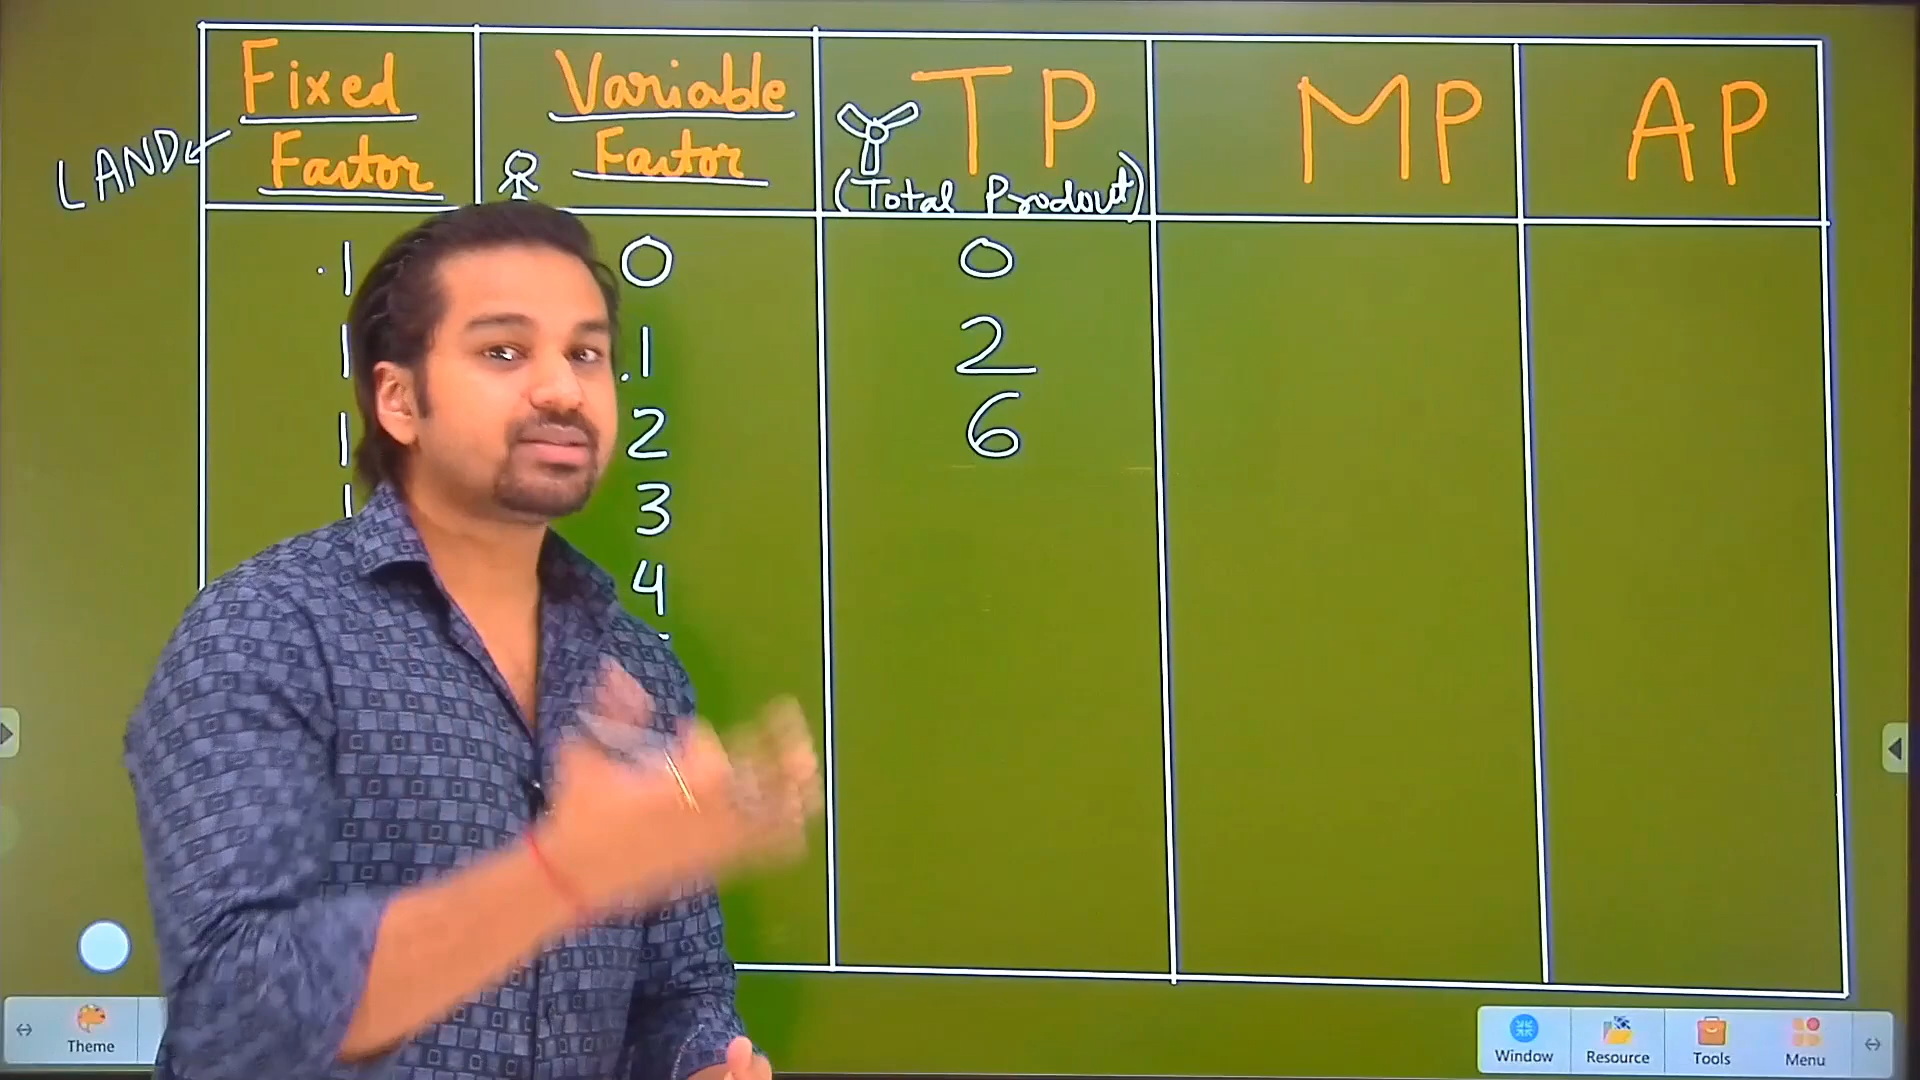 Fixed Factor
Variable Factor
TP
(Total Product)
MP
AP
LAND
1 0 0
1 1 2
1 2 6
1 3
4
Theme
Window
Resource
Tools
Menu